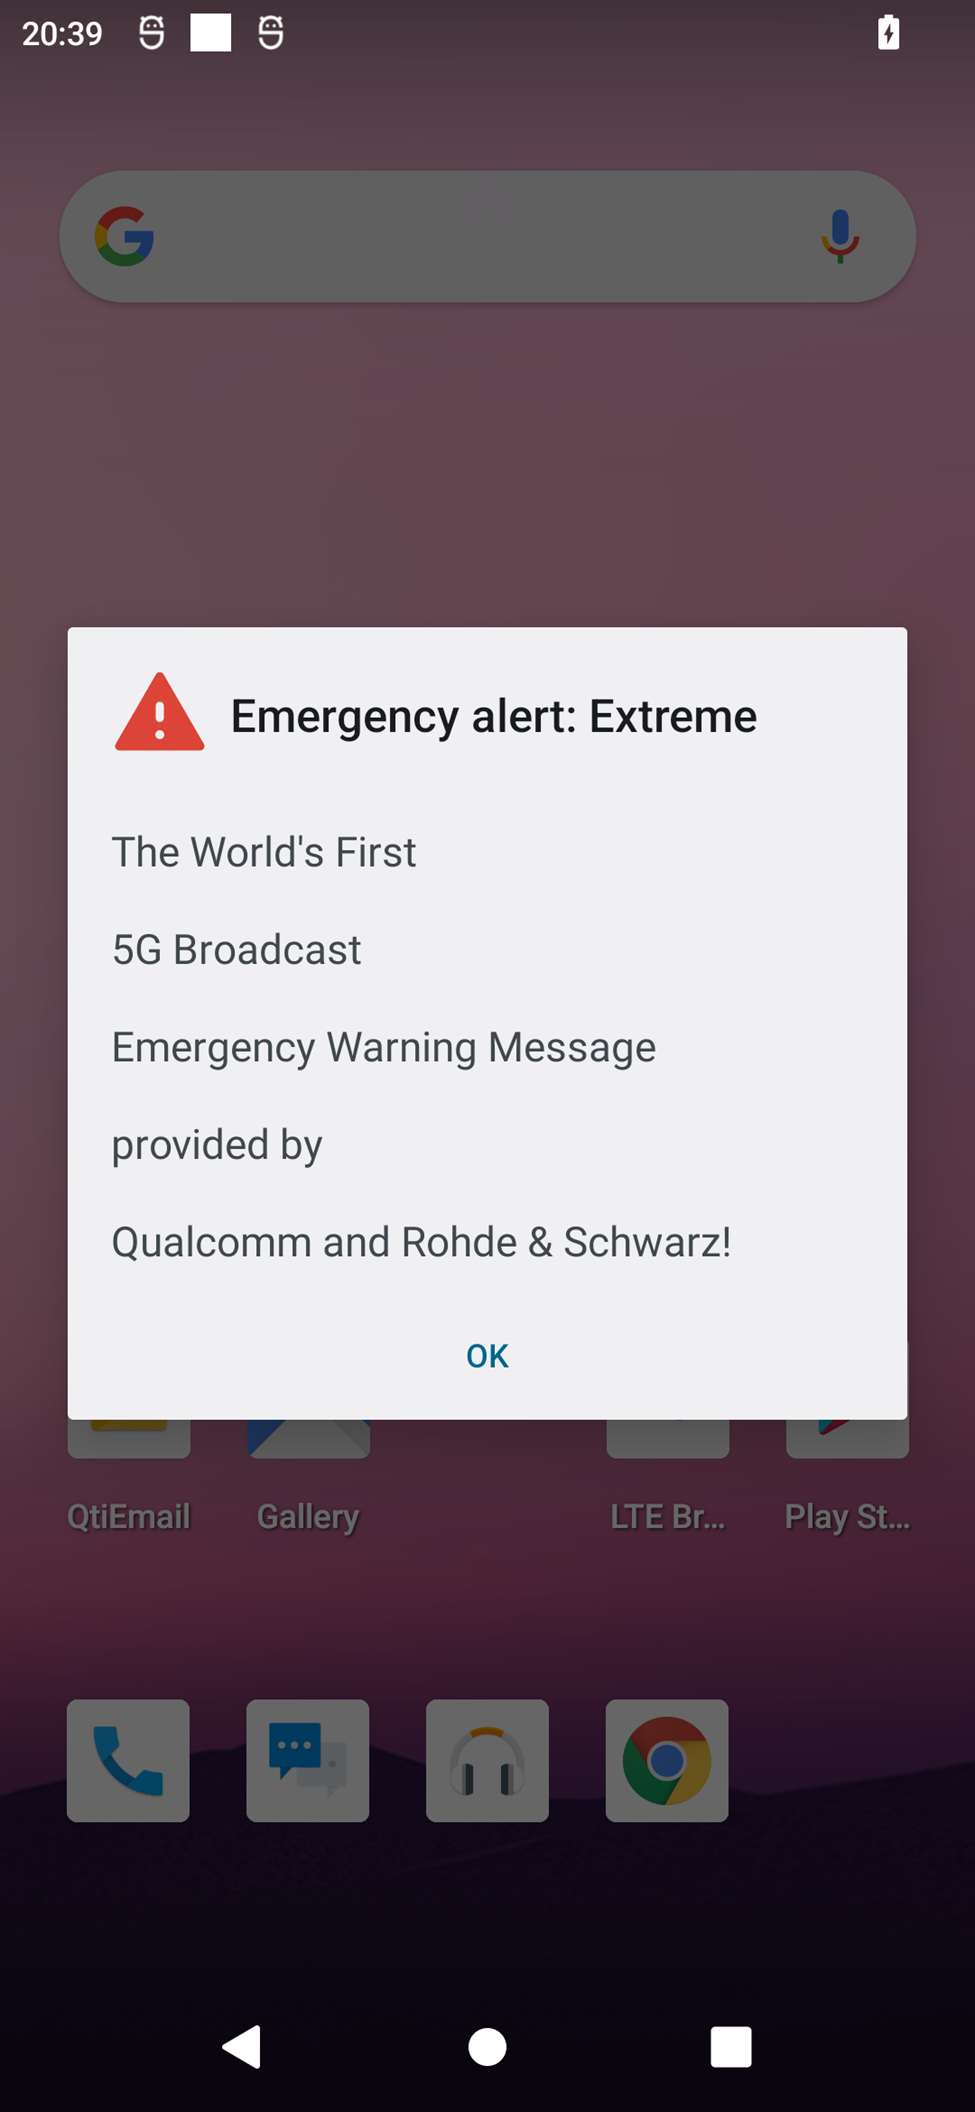 20:39
Emergency alert: Extreme
The World's First
5G Broadcast
Emergency Warning Message
provided by
Qualcomm and Rohde & Schwarz!
OK
QtiEmail
Gallery
LTE Br...
Play St...